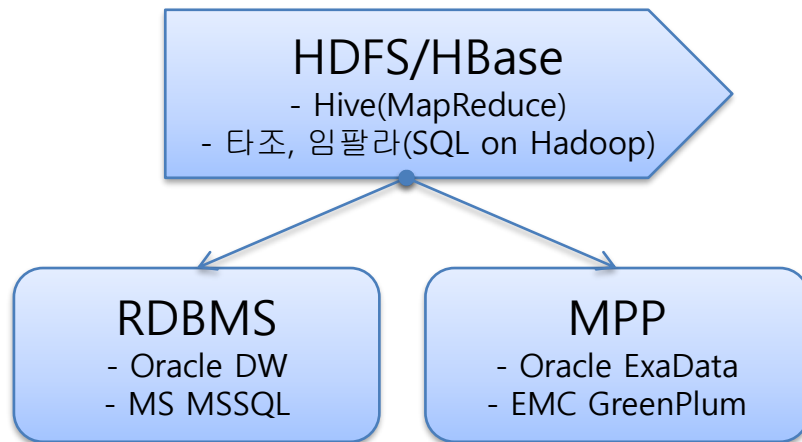 HDFS/HBase
- Hive(MapReduce)
- 타조, 임팔라(SQL on Hadoop)
RDBMS
- Oracle DW
- MS MSSQL
MPP
- Oracle ExaData
- EMC GreenPlum